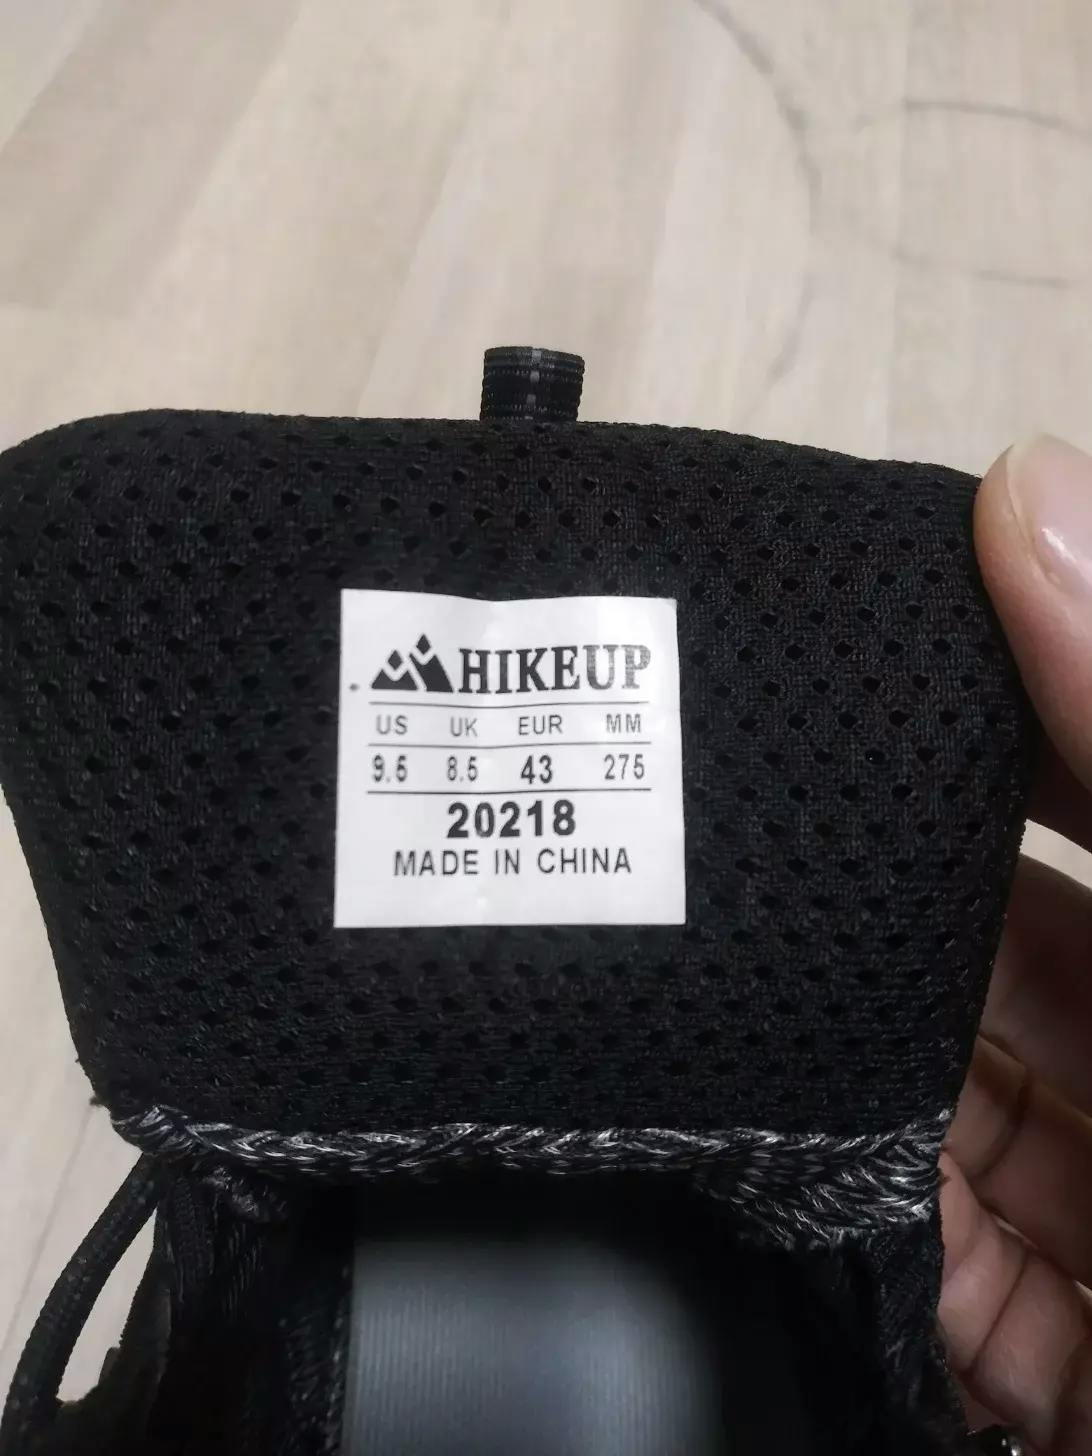 HIKEUP
US UK EUR MM
9.5 8.5 43 275
20218
MADE IN CHINA